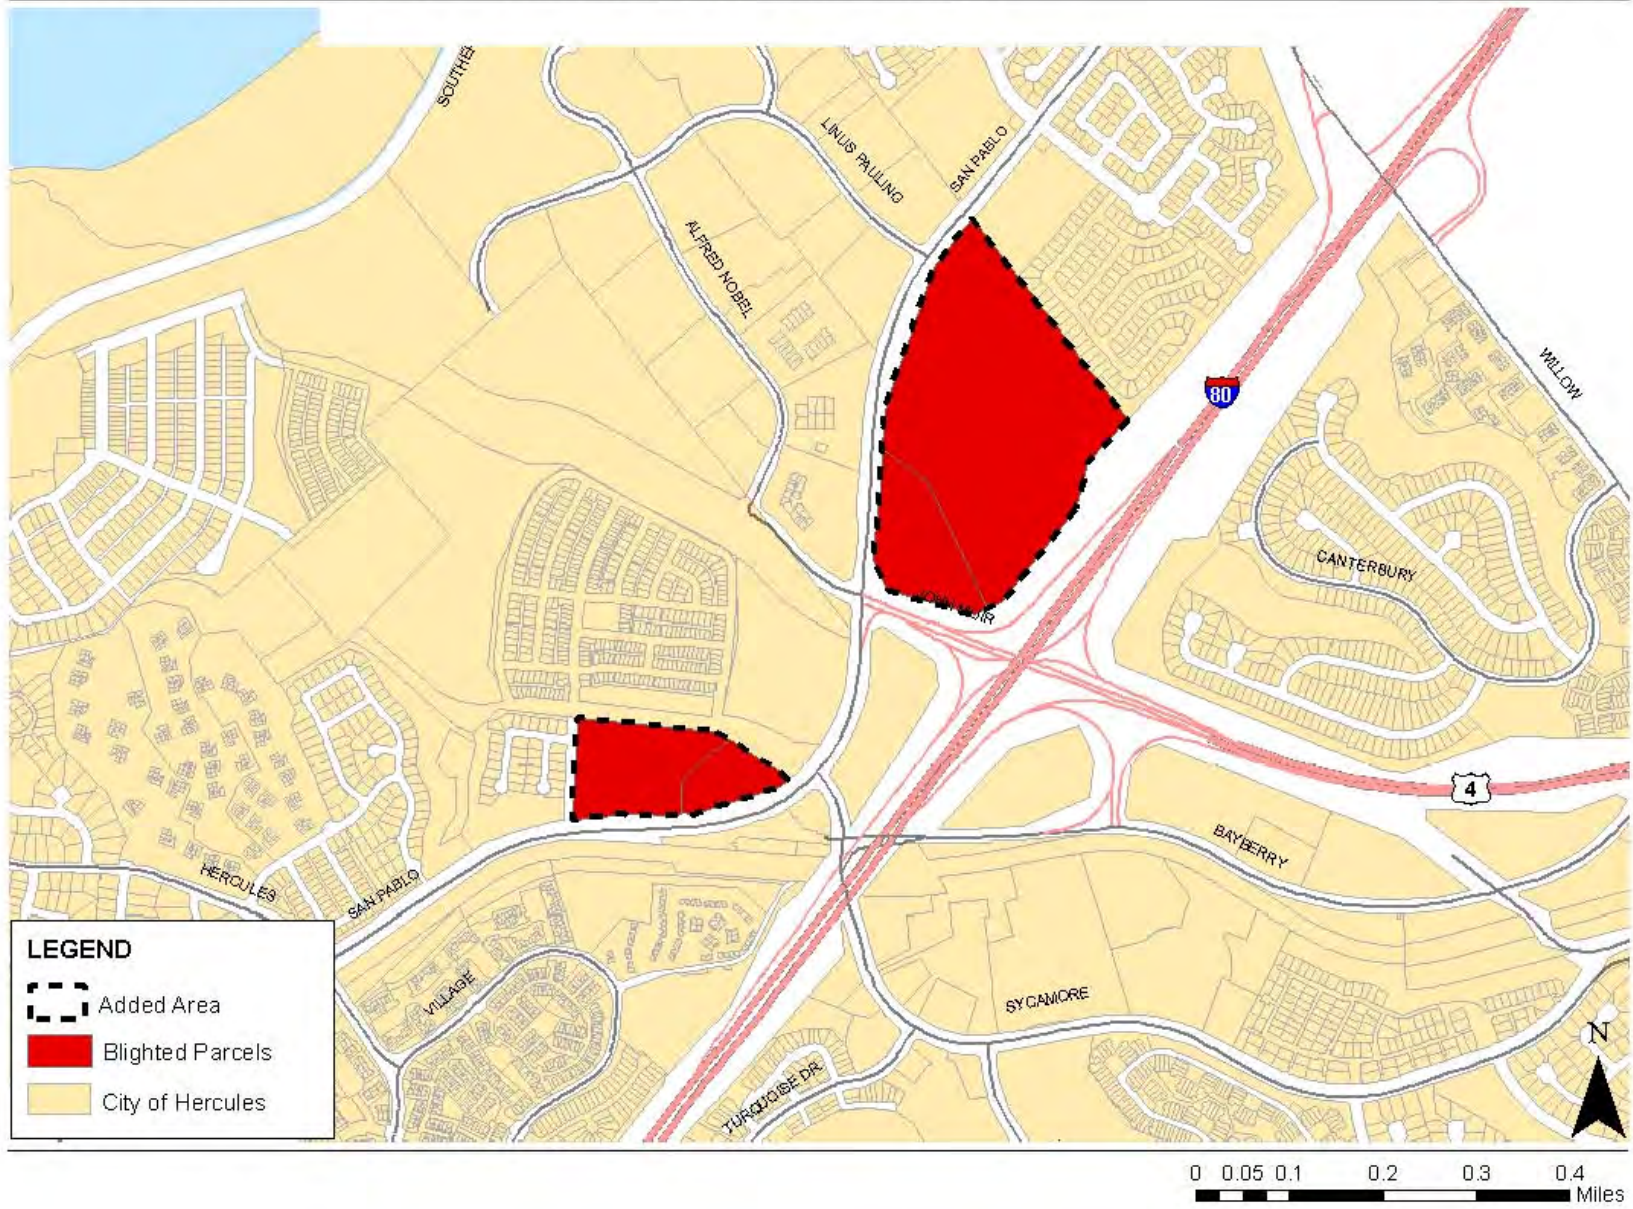 SOUTHE
LINUS PAULING
SAN PABLO
ALFRED NOBEL
WILLOW
80
CANTERBURY
JOHN MUIR
4
BAYBERRY
HERCULES
SAN PABLO
VILLAGE
SYCAMORE
TURQUOISE DR
LEGEND
Added Area
Blighted Parcels
City of Hercules
N
0 0.05 0.1 0.2 0.3 0.4
Miles